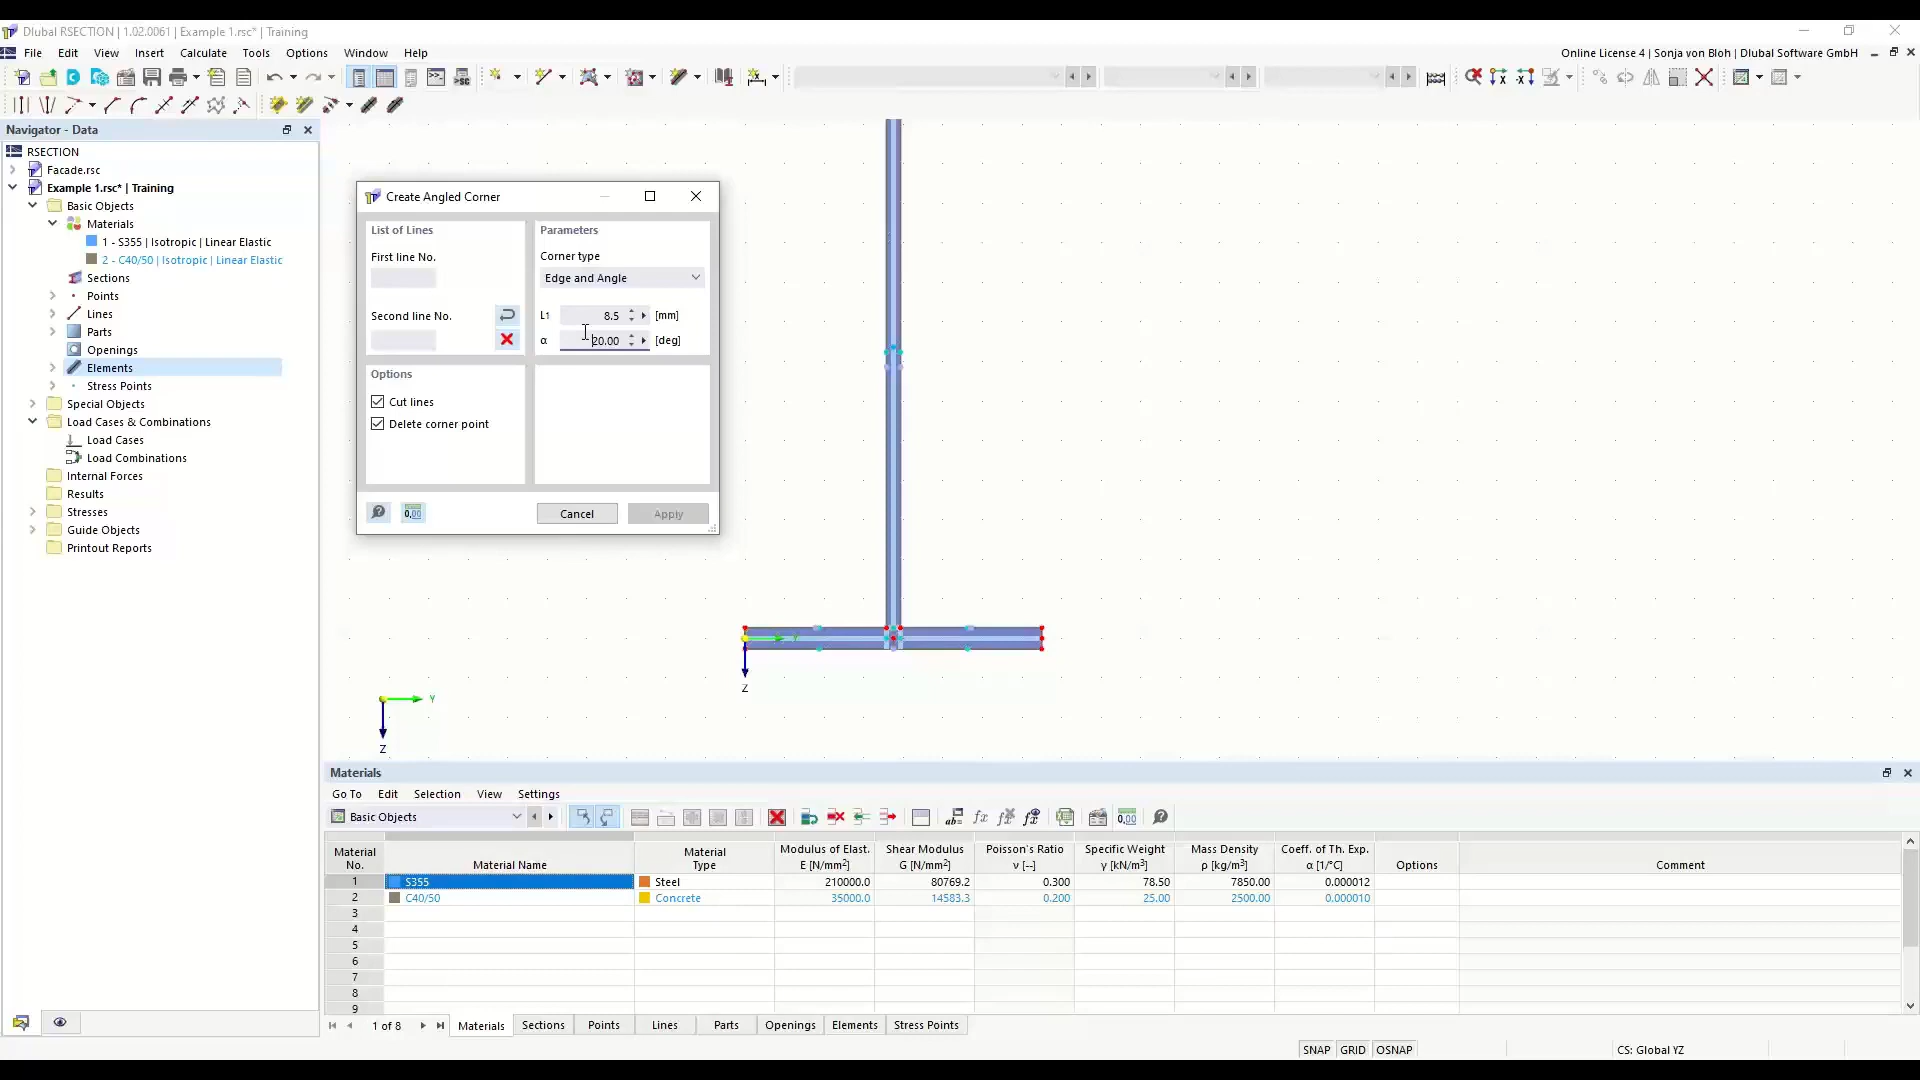 Dlubal RSECTION | 1.02.0061 | Example 1.rsc* | Training
File Edit View Insert Calculate Tools Options Window Help
Online License 4 | Sonja von Bloh | Dlubal Software GmbH
Navigator - Data
RSECTION
Facade.rsc
Example 1.rsc* | Training
Basic Objects
Materials
1 - S355 | Isotropic | Linear Elastic
2 - C40/50 | Isotropic | Linear Elastic
Sections
Points
Lines
Parts
Openings
Elements
Stress Points
Special Objects
Load Cases & Combinations
Load Cases
Load Combinations
Internal Forces
Results
Stresses
Guide Objects
Printout Reports
Create Angled Corner
List of Lines
First line No.
Second line No.
Parameters
Corner type
Edge and Angle
L1 8.5 [mm]
α 20.00 [deg]
Options
Cut lines
Delete corner point
0,00
Cancel Apply
Y
Z
Y
Z
Materials
Go To Edit Selection View Settings
Basic Objects
Material No. Material Name Material Type Modulus of Elast. E [N/mm²] Shear Modulus G [N/mm²] Poisson's Ratio ν [--] Specific Weight γ [kN/m³] Mass Density ρ [kg/m³] Coeff. of Th. Exp. α [1/°C] Options Comment
1 S355 Steel 210000.0 80769.2 0.300 78.50 7850.00 0.000012
2 C40/50 Concrete 35000.0 14583.3 0.200 25.00 2500.00 0.000010
3
4
5
6
7
8
9
1 of 8 Materials Sections Points Lines Parts Openings Elements Stress Points
SNAP GRID OSNAP CS: Global YZ